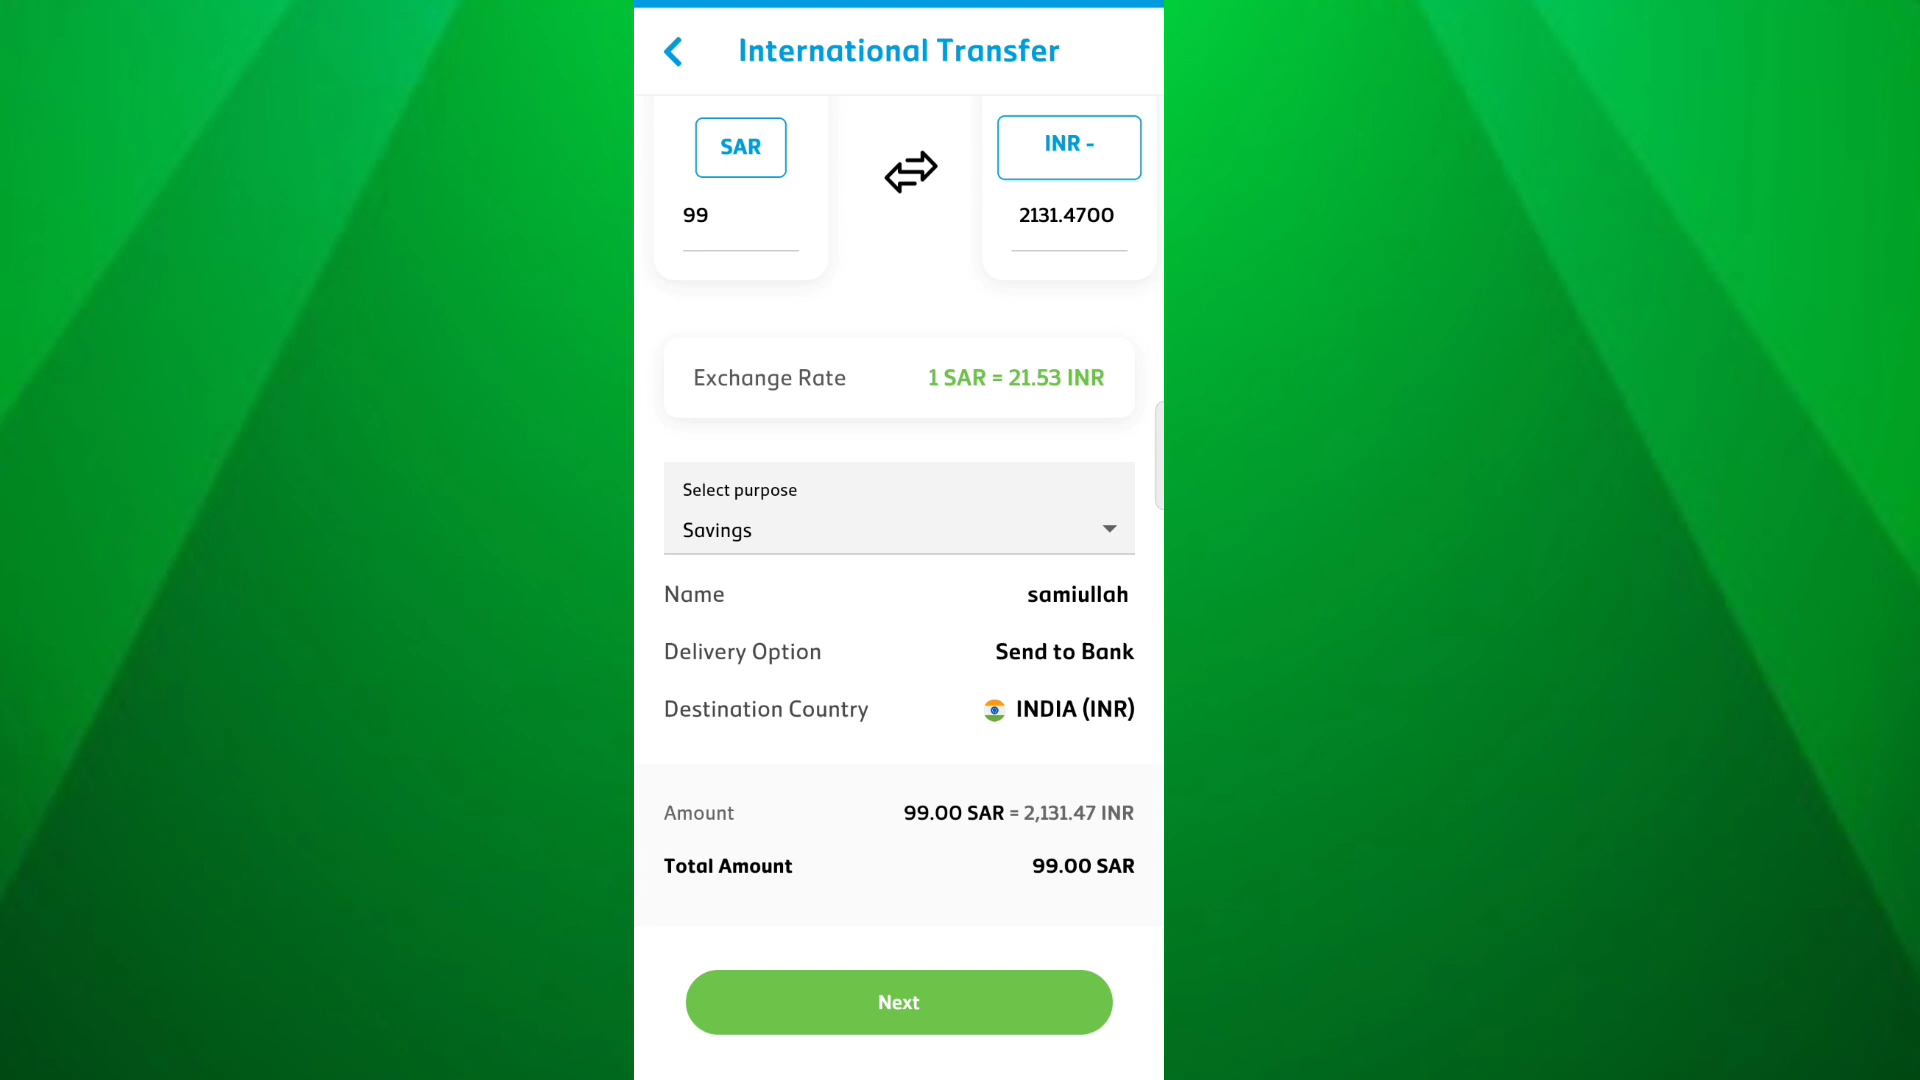 International Transfer
SAR
INR -
99
2131.4700
Exchange Rate 1 SAR = 21.53 INR
Select purpose
Savings
Name samiullah
Delivery Option Send to Bank
Destination Country INDIA (INR)
Amount 99.00 SAR = 2,131.47 INR
Total Amount 99.00 SAR
Next